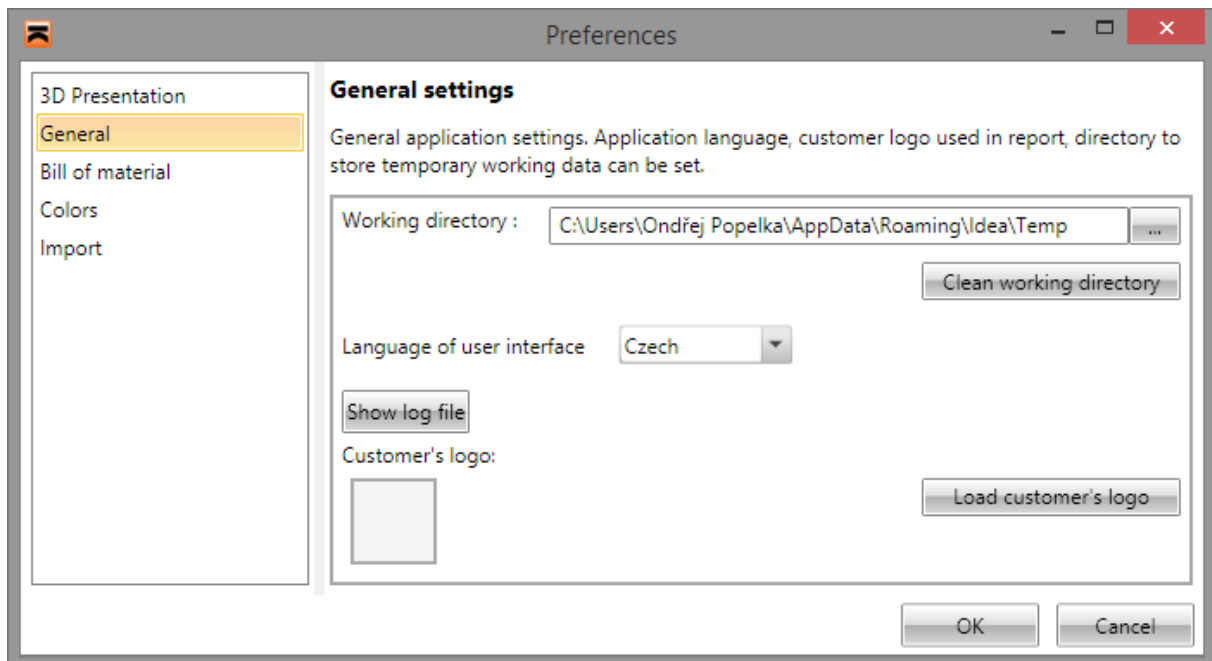 Preferences
3D Presentation
General
Bill of material
Colors
Import
General settings
General application settings. Application language, customer logo used in report, directory to
store temporary working data can be set.
Working directory :
C:\Users\Ondřej Popelka\AppData\Roaming\Idea\Temp
...
Clean working directory
Language of user interface
Czech
Show log file
Customer's logo:
Load customer's logo
OK
Cancel